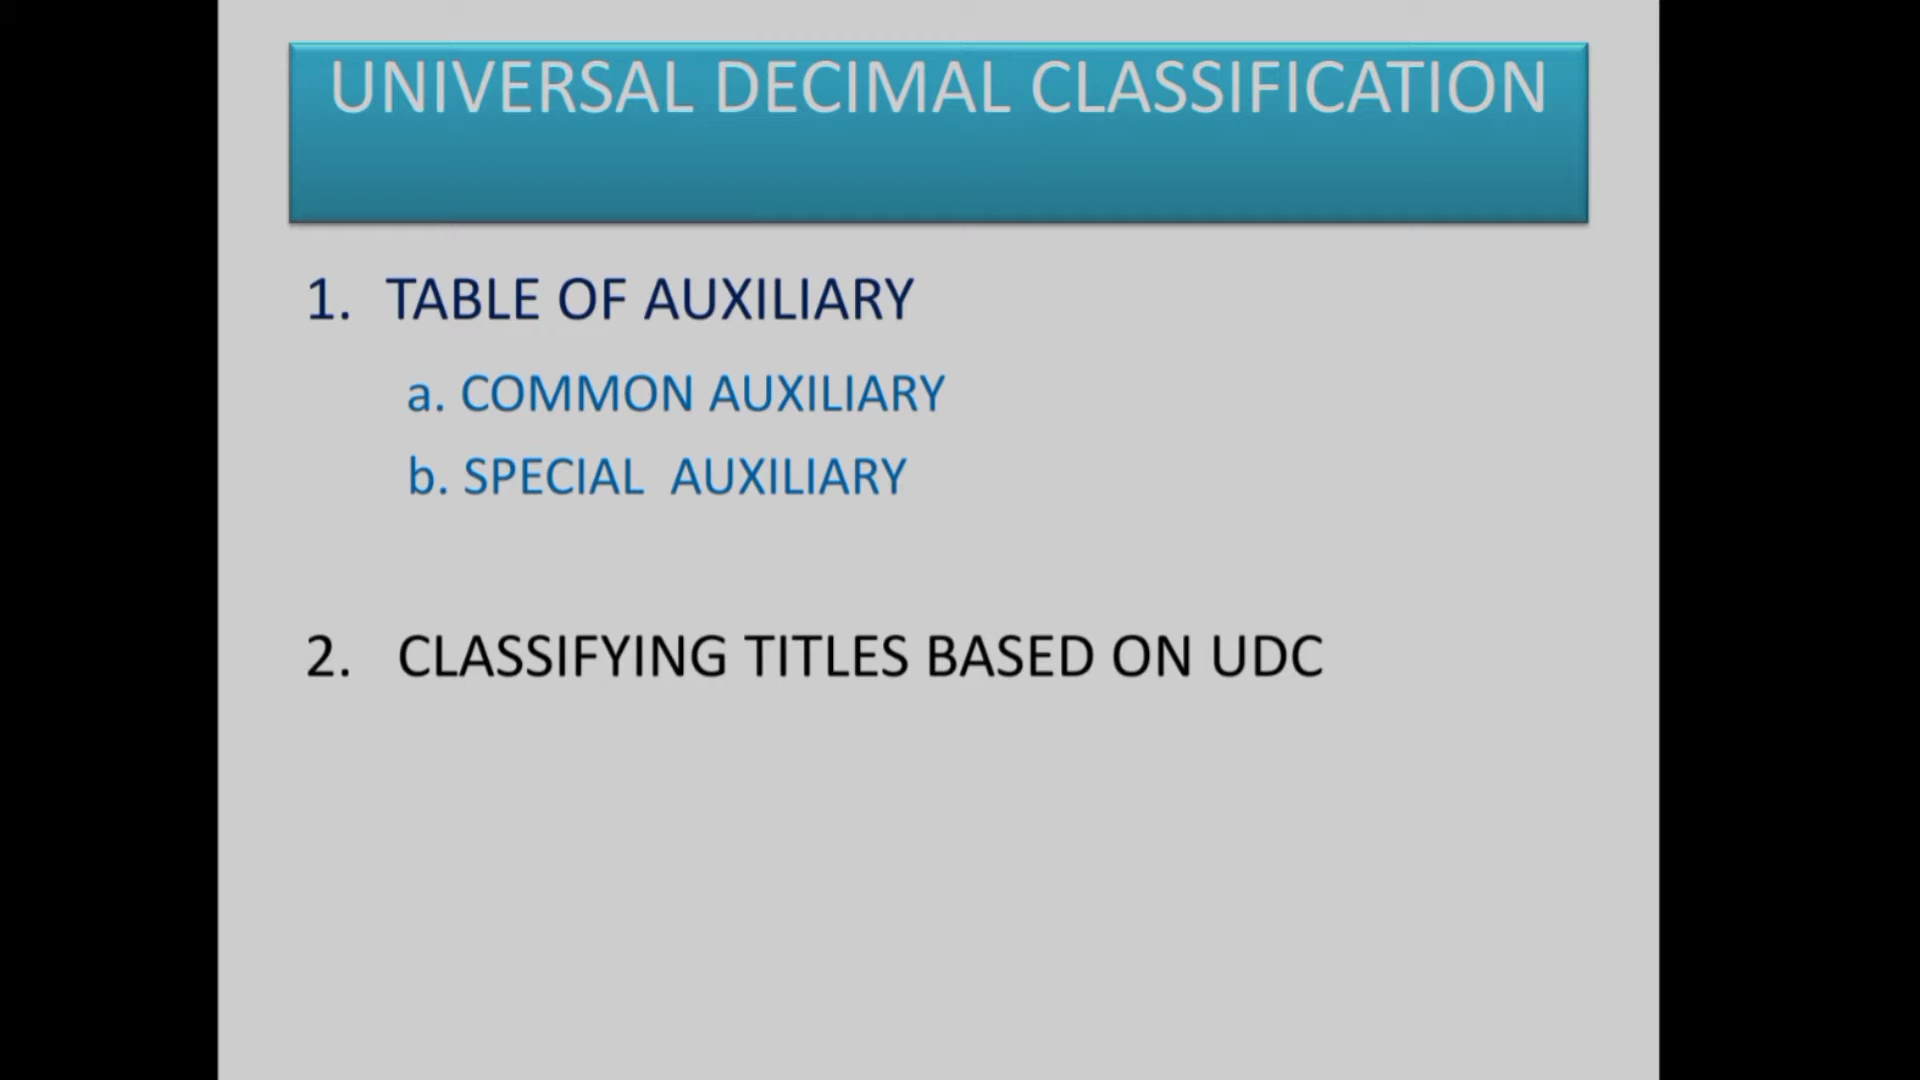 UNIVERSAL DECIMAL CLASSIFICATION
1. TABLE OF AUXILIARY
a. COMMON AUXILIARY
b. SPECIAL AUXILIARY
2. CLASSIFYING TITLES BASED ON UDC